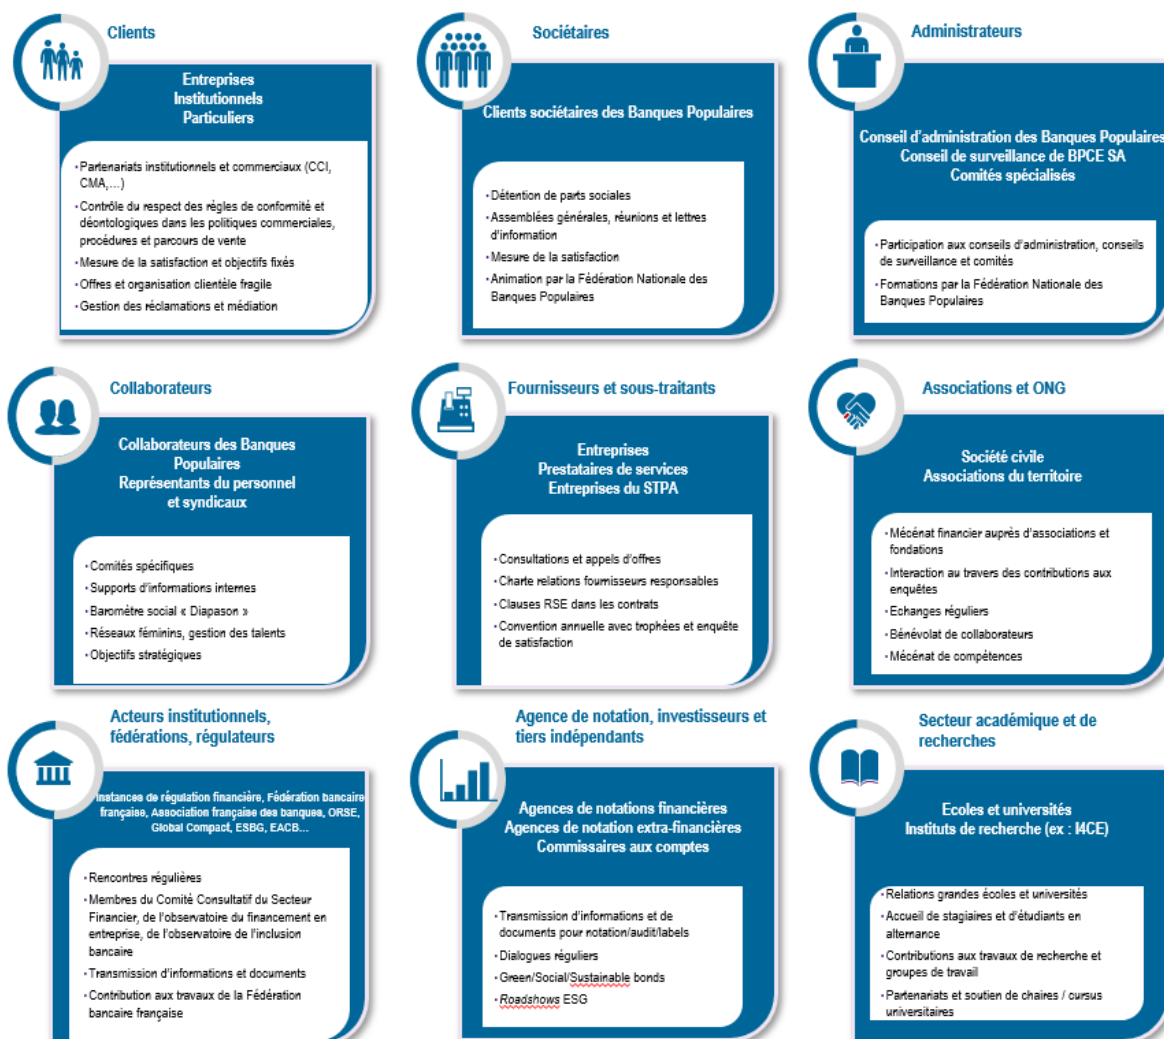 Clients
Entreprises
Institutionnels
Particuliers
•Partenariats institutionnels et commerciaux (CCI,
CMA,…)
•Contrôle du respect des règles de conformité et
déontologiques dans les politiques commerciales,
procédures et parcours de vente
•Mesure de la satisfaction et objectifs fixés
•Offres et organisation clientèle fragile
•Gestion des réclamations et médiation
Sociétaires
Clients sociétaires des Banques Populaires
•Détention de parts sociales
•Assemblées générales, réunions et lettres
d'information
•Mesure de la satisfaction
•Animation par la Fédération Nationale des
Banques Populaires
Administrateurs
Conseil d'administration des Banques Populaires
Conseil de surveillance de BPCE SA
Comités spécialisés
•Participation aux conseils d'administration, conseils
de surveillance et comités
•Formations par la Fédération Nationale des
Banques Populaires
Collaborateurs
Collaborateurs des Banques
Populaires
Représentants du personnel
et syndicaux
•Comités spécifiques
•Supports d'informations internes
•Baromètre social « Diapason »
•Réseaux féminins, gestion des talents
•Objectifs stratégiques
Fournisseurs et sous-traitants
Entreprises
Prestataires de services
Entreprises du STPA
•Consultations et appels d'offres
•Charte relations fournisseurs responsables
•Clauses RSE dans les contrats
•Convention annuelle avec trophées et enquête
de satisfaction
Associations et ONG
Société civile
Associations du territoire
•Mécénat financier auprès d'associations et
fondations
•Interaction au travers des contributions aux
enquêtes
•Echanges réguliers
•Bénévolat de collaborateurs
•Mécénat de compétences
Acteurs institutionnels,
fédérations, régulateurs
Instances de régulation financière, Fédération bancaire
française, Association française des banques, ORSE,
Global Compact, ESBG, EACB…
•Rencontres régulières
•Membres du Comité Consultatif du Secteur
Financier, de l'observatoire du financement en
entreprise, de l'observatoire de l'inclusion
bancaire
•Transmission d'informations et documents
•Contribution aux travaux de la Fédération
bancaire française
Agence de notation, investisseurs et
tiers indépendants
Agences de notations financières
Agences de notation extra-financières
Commissaires aux comptes
•Transmission d'informations et de
documents pour notation/audit/labels
•Dialogues réguliers
•Green/Social/Sustainable bonds
•Roadshows ESG
Secteur académique et de
recherches
Ecoles et universités
Instituts de recherche (ex : I4CE)
•Relations grandes écoles et universités
•Accueil de stagiaires et d'étudiants en
alternance
•Contributions aux travaux de recherche et
groupes de travail
•Partenariats et soutien de chaires / cursus
universitaires